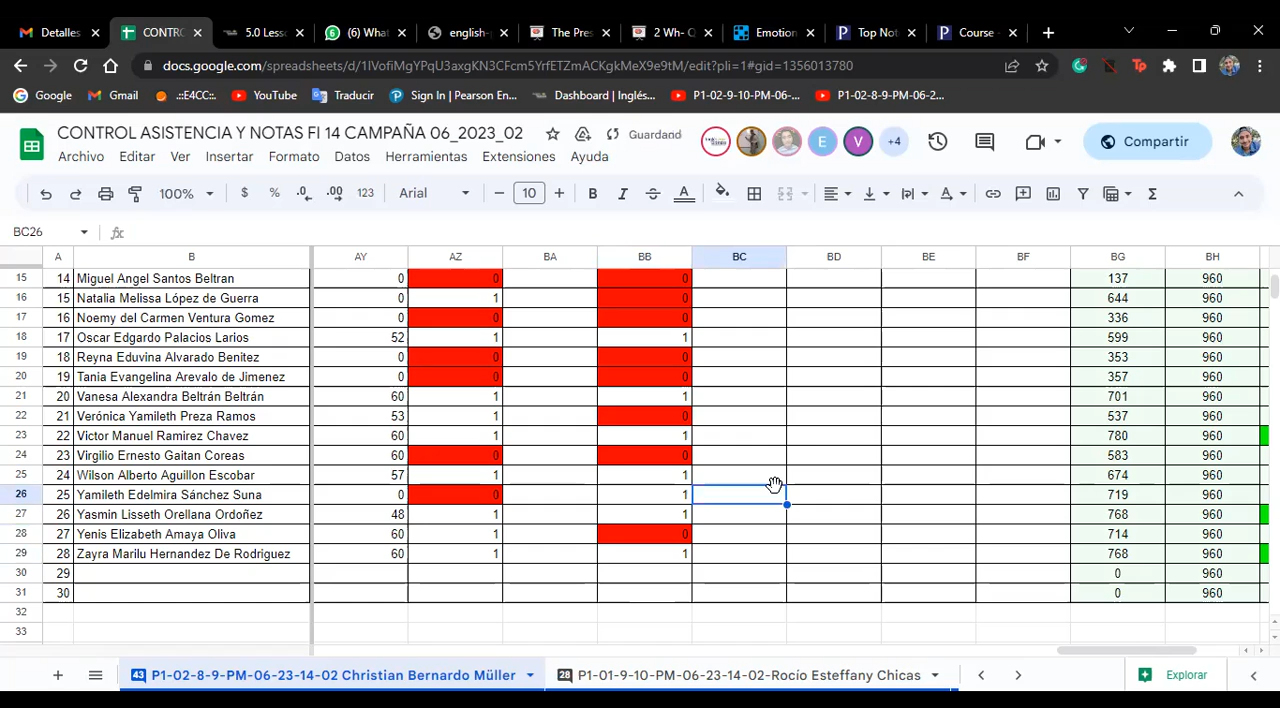 Detalles CONTRO 5.0 Less (6) What english- The Pres 2 Wh- Q Emotion Top Not Course -
docs.google.com/spreadsheets/d/1IVofiMgYPqU3axgKN3CFcm5YrfETZmACKgkMeX9e9tM/edit?pli=1#gid=1356013780
Google Gmail .::E4CC:. YouTube Traducir Sign In | Pearson En... Dashboard | Inglés... P1-02-9-10-PM-06-... P1-02-8-9-PM-06-2...
CONTROL ASISTENCIA Y NOTAS FI 14 CAMPAÑA 06_2023_02 Guardand E V +4 Compartir
Archivo Editar Ver Insertar Formato Datos Herramientas Extensiones Ayuda
100% $ % .0 .00 123 Arial 10 B I S A
BC26 fx
A B AY AZ BA BB BC BD BE BF BG BH
15 14 Miguel Angel Santos Beltran 0 0 0 137 960
16 15 Natalia Melissa López de Guerra 0 1 0 644 960
17 16 Noemy del Carmen Ventura Gomez 0 0 0 336 960
18 17 Oscar Edgardo Palacios Larios 52 1 1 599 960
19 18 Reyna Eduvina Alvarado Benitez 0 0 0 353 960
20 19 Tania Evangelina Arevalo de Jimenez 0 0 0 357 960
21 20 Vanesa Alexandra Beltrán Beltrán 60 1 1 701 960
22 21 Verónica Yamileth Preza Ramos 53 1 0 537 960
23 22 Victor Manuel Ramirez Chavez 60 1 1 780 960
24 23 Virgilio Ernesto Gaitan Coreas 60 0 0 583 960
25 24 Wilson Alberto Aguillon Escobar 57 1 1 674 960
26 25 Yamileth Edelmira Sánchez Suna 0 0 1 719 960
27 26 Yasmin Lisseth Orellana Ordoñez 48 1 1 768 960
28 27 Yenis Elizabeth Amaya Oliva 60 1 0 714 960
29 28 Zayra Marilu Hernandez De Rodriguez 60 1 1 768 960
30 29 0 960
31 30 0 960
32
33
43 P1-02-8-9-PM-06-23-14-02 Christian Bernardo Müller 28 P1-01-9-10-PM-06-23-14-02-Rocío Esteffany Chicas Explorar